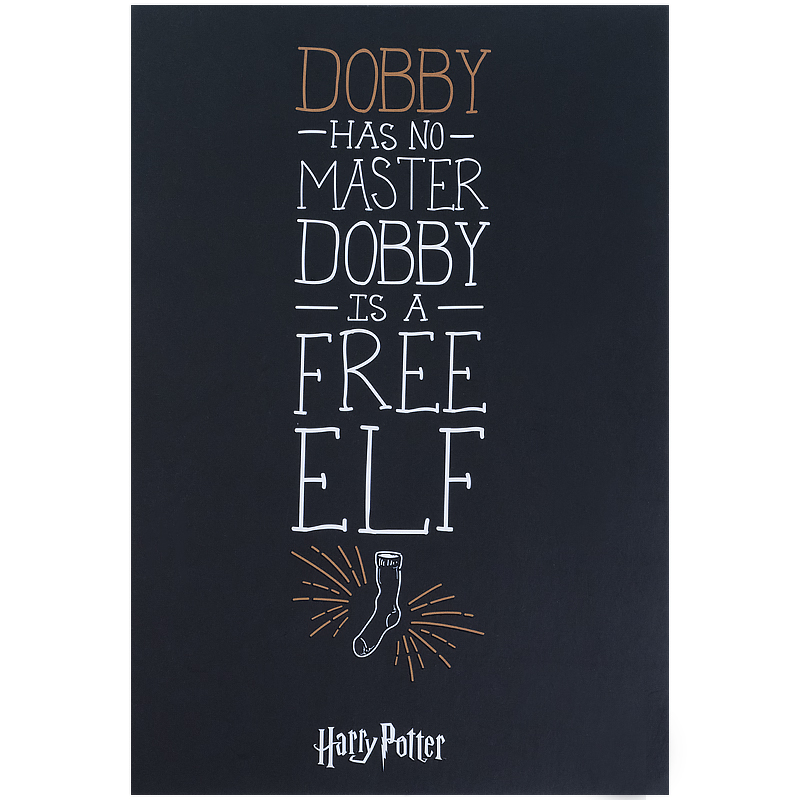 DOBBY
HAS NO
MASTER
DOBBY
IS A
FREE
ELF
Harry Potter